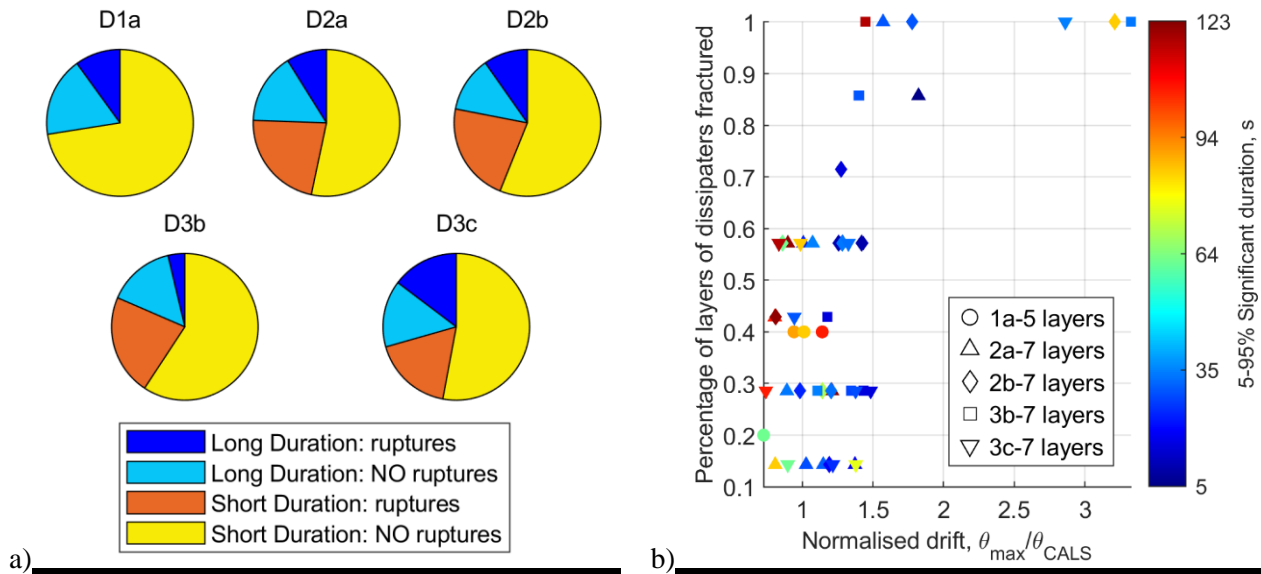 D1a
D2a
D2b
D3b
D3c
Long Duration: ruptures
Long Duration: NO ruptures
Short Duration: ruptures
Short Duration: NO ruptures
a)
Percentage of layers of dissipaters fractured
1
0.9
0.8
0.7
0.6
0.5
0.4
0.3
0.2
0.1
1
1.5
2
2.5
3
Normalised drift, θmax/θCALS
1a-5 layers
2a-7 layers
2b-7 layers
3b-7 layers
3c-7 layers
123
94
64
35
5
5-95% Significant duration, s
b)